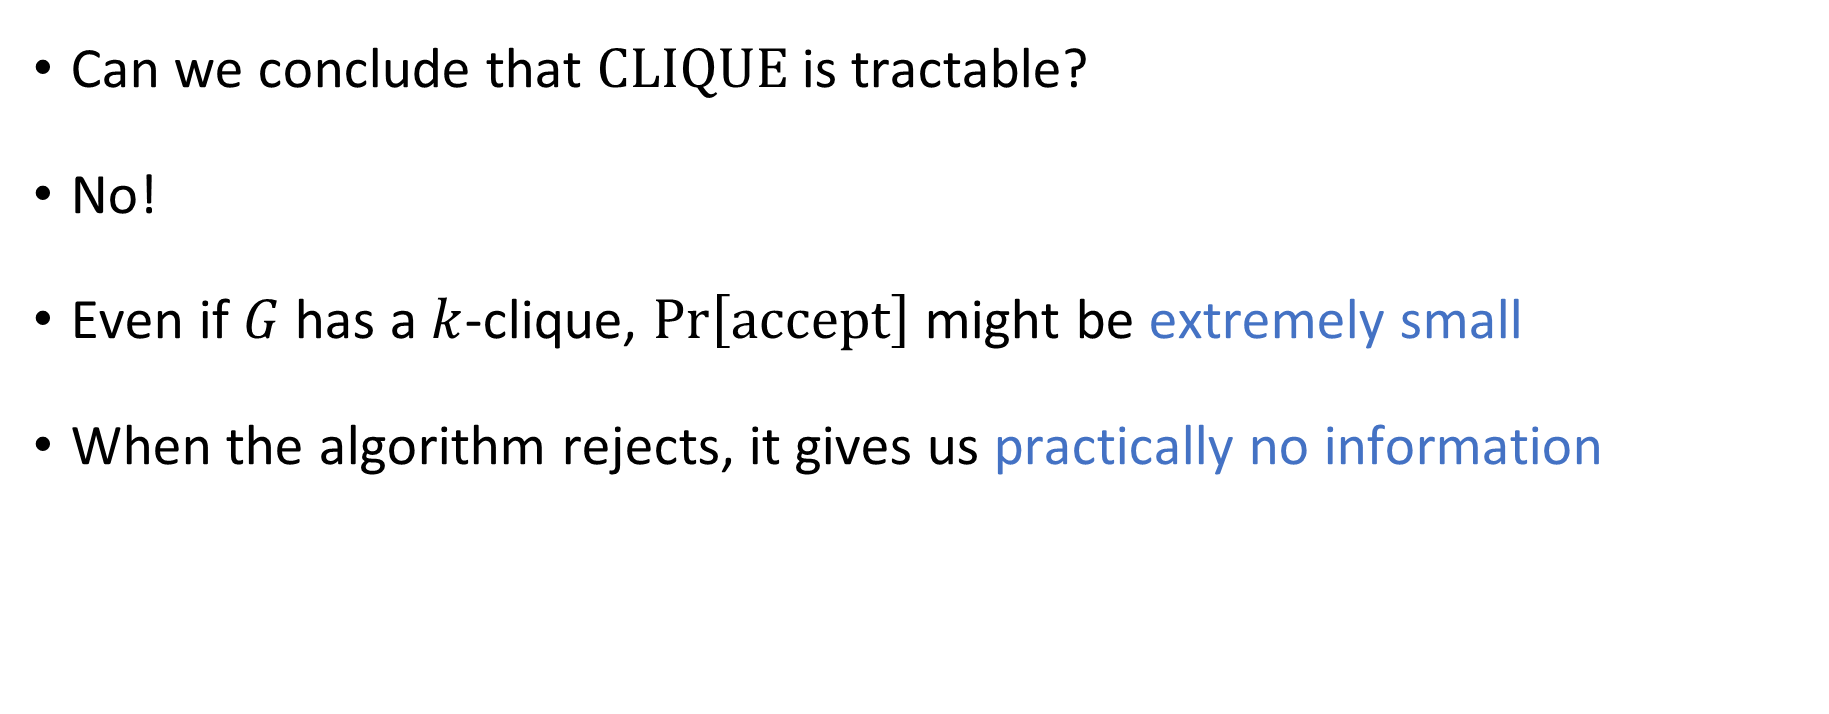 • Can we conclude that CLIQUE is tractable?
• No!
• Even if G has a k-clique, Pr[accept] might be extremely small
• When the algorithm rejects, it gives us practically no information